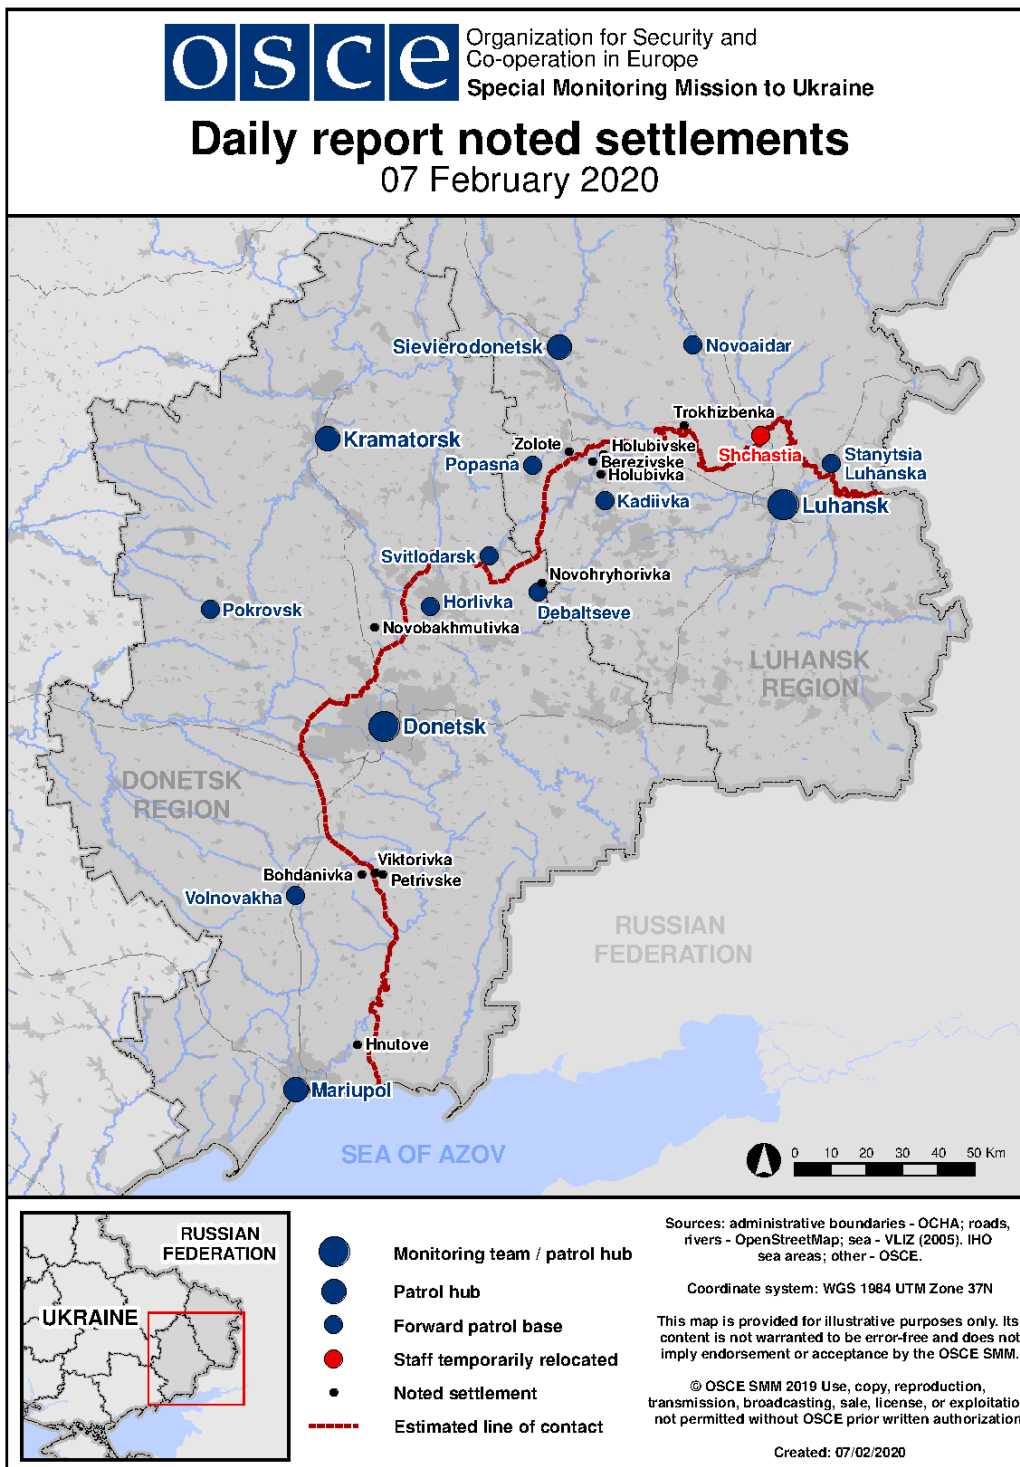 osce
Organization for Security and
Co-operation in Europe
Special Monitoring Mission to Ukraine
Daily report noted settlements
07 February 2020
Sievierodonetsk
Novoaidar
Trokhizbenka
Kramatorsk
Zolote
Holubivske
Shchastia
Popasna
Berezivske
Holubivka
Stanytsia
Luhanska
Kadiivka
Luhansk
Svitlodarsk
Novohryhorivka
Pokrovsk
Horlivka
Debaltseve
Novobakhmutivka
LUHANSK
REGION
Donetsk
DONETSK
REGION
Viktorivka
Bohdanivka
Petrivske
Volnovakha
RUSSIAN
FEDERATION
Hnutove
Mariupol
SEA OF AZOV
0 10 20 30 40 50 Km
RUSSIAN
FEDERATION
UKRAINE
Monitoring team / patrol hub
Patrol hub
Forward patrol base
Staff temporarily relocated
Noted settlement
Estimated line of contact
Sources: administrative boundaries - OCHA; roads,
rivers - OpenStreetMap; sea - VLIZ (2005). IHO
sea areas; other - OSCE.
Coordinate system: WGS 1984 UTM Zone 37N
This map is provided for illustrative purposes only. Its
content is not warranted to be error-free and does not
imply endorsement or acceptance by the OSCE SMM.
© OSCE SMM 2019 Use, copy, reproduction,
transmission, broadcasting, sale, license, or exploitatio
not permitted without OSCE prior written authorization
Created: 07/02/2020